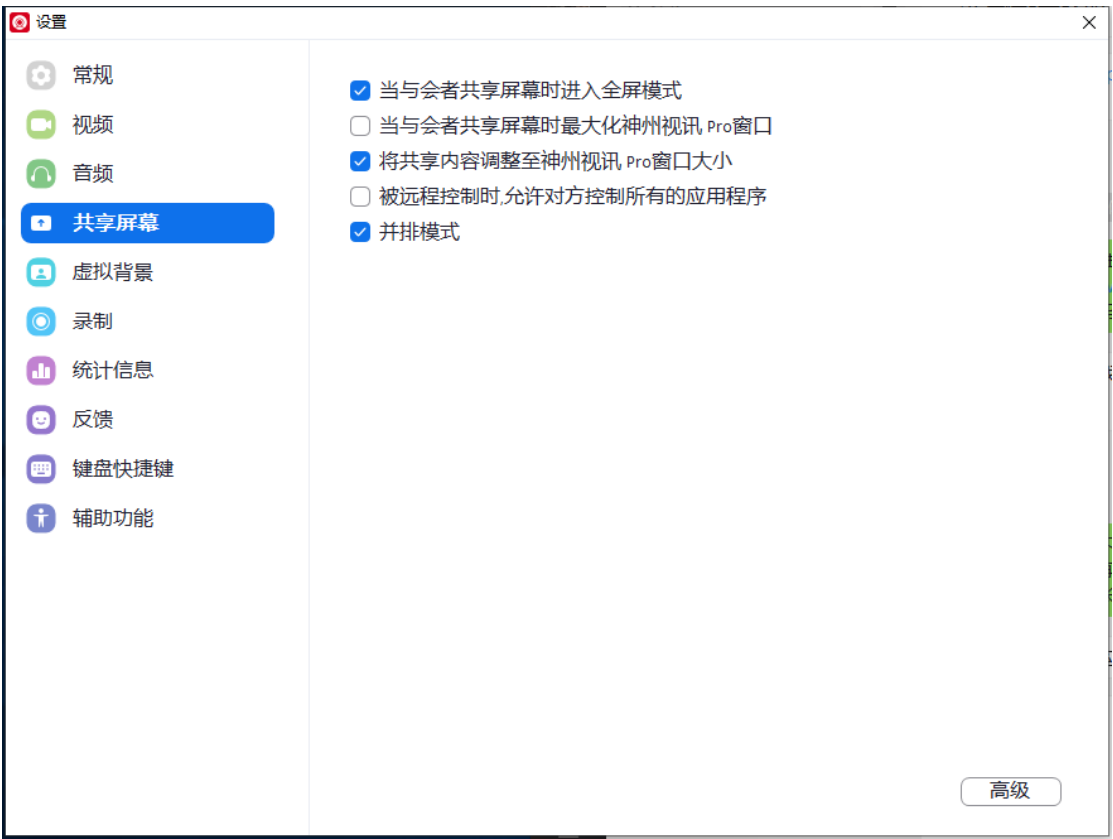 设置
常规
视频
音频
共享屏幕
虚拟背景
录制
统计信息
反馈
键盘快捷键
辅助功能
当与会者共享屏幕时进入全屏模式
当与会者共享屏幕时最大化神州视讯 Pro窗口
将共享内容调整至神州视讯 Pro窗口大小
被远程控制时,允许对方控制所有的应用程序
并排模式
高级